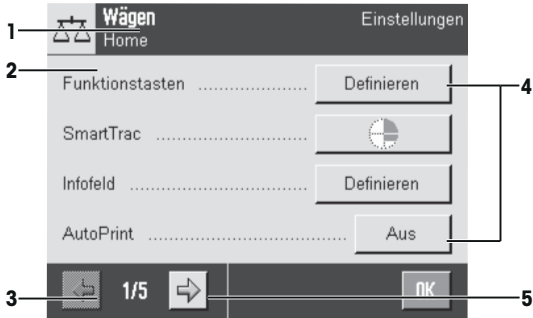 Wägen
Einstellungen
1
Home
2
Funktionstasten ..................... Definieren
4
SmartTrac .............................
Infofeld ................................ Definieren
AutoPrint .................................. Aus
3
1/5
OK
5